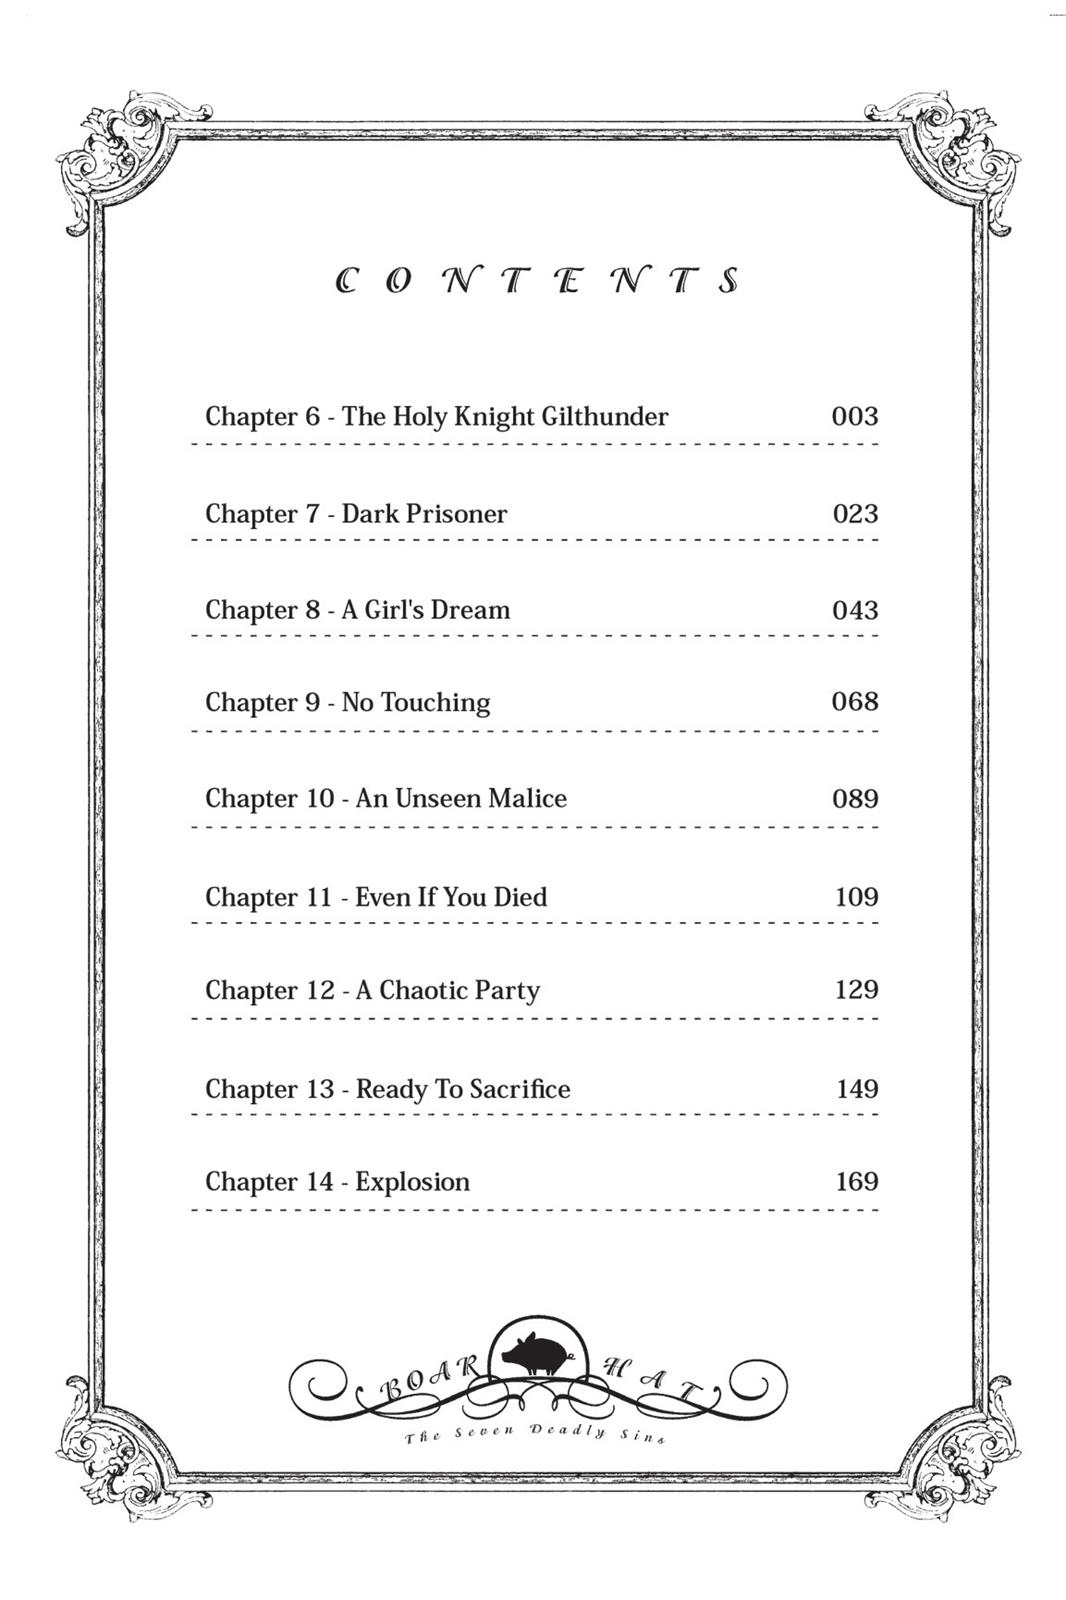 CONTENTS
Chapter 6 - The Holy Knight Gilthunder 003
Chapter 7 - Dark Prisoner 023
Chapter 8 - A Girl's Dream 043
Chapter 9 - No Touching 068
Chapter 10 - An Unseen Malice 089
Chapter 11 - Even If You Died 109
Chapter 12 - A Chaotic Party 129
Chapter 13 - Ready To Sacrifice 149
Chapter 14 - Explosion 169
BOAR HAT
The Seven Deadly Sins